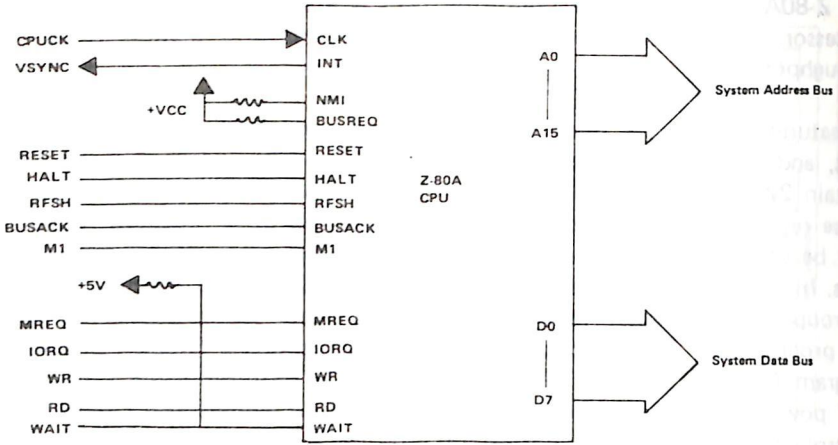 CPUCK
VSYNC
+VCC
RESET
HALT
RFSH
BUSACK
M1
+5V
MREQ
IORQ
WR
RD
WAIT
CLK
INT
NMI
BUSREQ
RESET
HALT
RFSH
BUSACK
M1
MREQ
IORQ
WR
RD
WAIT
Z-80A
CPU
A0
A15
D0
D7
System Address Bus
System Data Bus